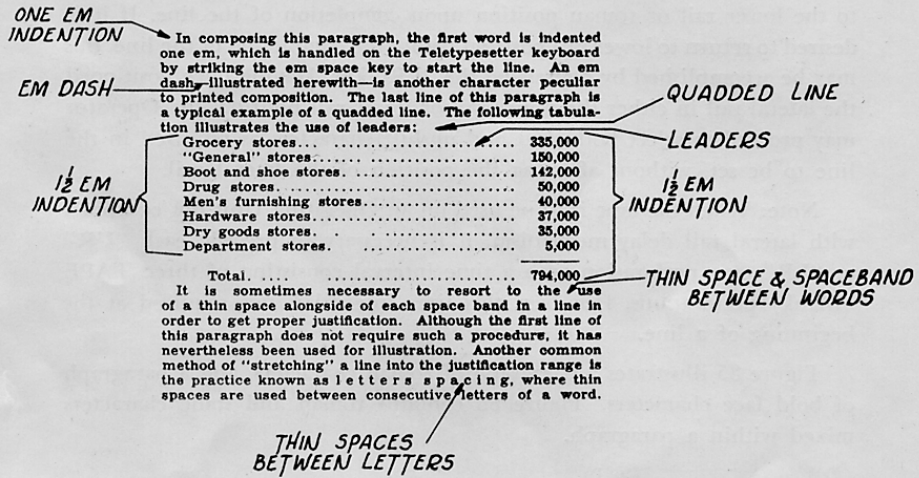 ONE EM
INDENTION
In composing this paragraph, the first word is indented
one em, which is handled on the Teletypesetter keyboard
by striking the em space key to start the line. An em
dash—illustrated herewith—is another character peculiar
to printed composition. The last line of this paragraph is
a typical example of a quadded line. The following tabula-
tion illustrates the use of leaders:
EM DASH
QUADDED LINE
LEADERS
Grocery stores... .................... 335,000
"General" stores..................... 150,000
Boot and shoe stores................ 142,000
Drug stores........................... 50,000
Men's furnishing stores............. 40,000
Hardware stores..................... 37,000
Dry goods stores.................... 35,000
Department stores.................. 5,000
Total. ........................... 794,000
1½ EM
INDENTION
1½ EM
INDENTION
THIN SPACE & SPACEBAND
BETWEEN WORDS
It is sometimes necessary to resort to the use
of a thin space alongside of each space band in a line in
order to get proper justification. Although the first line of
this paragraph does not require such a procedure, it has
nevertheless been used for illustration. Another common
method of "stretching" a line into the justification range is
the practice known as l e t t e r s s p a c i n g, where thin
spaces are used between consecutive letters of a word.
THIN SPACES
BETWEEN LETTERS